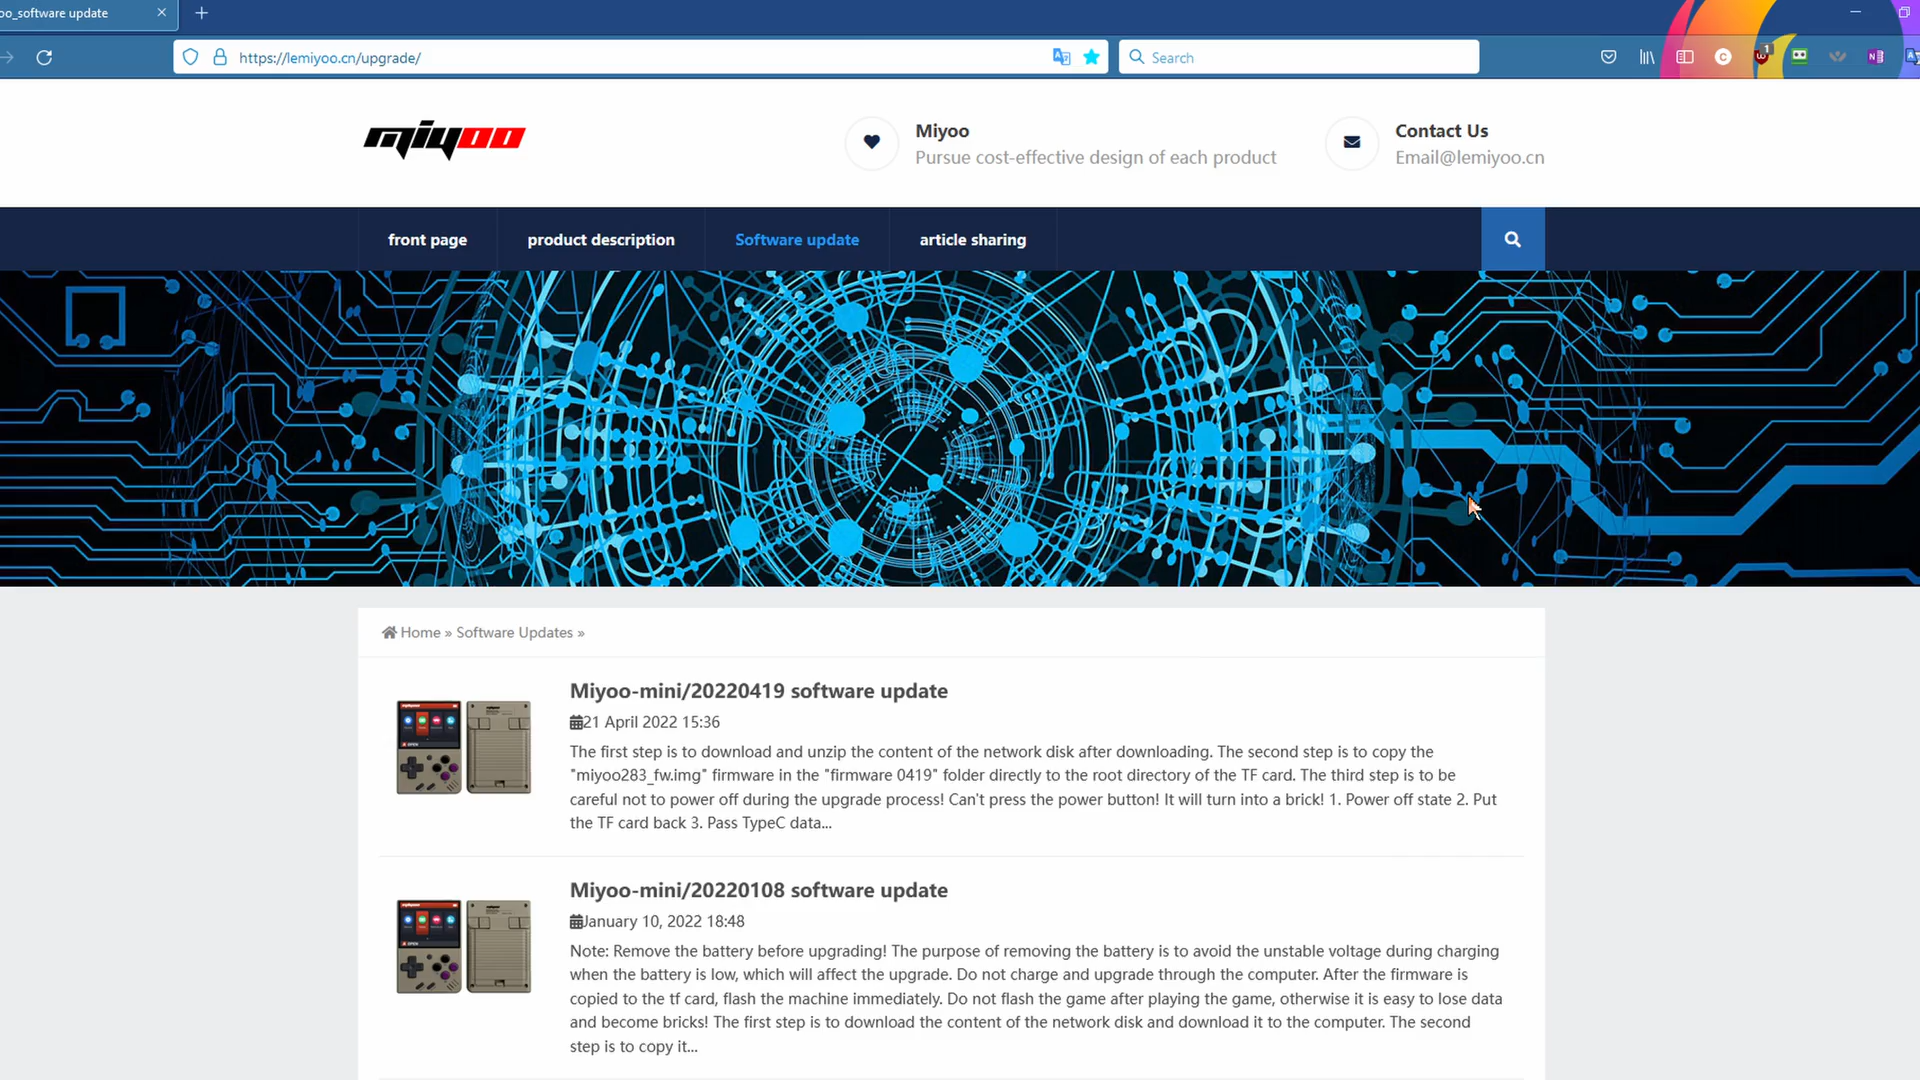 oo_software update
https://lemiyoo.cn/upgrade/
Search
1
miyoo
Miyoo
Pursue cost-effective design of each product
Contact Us
Email@lemiyoo.cn
front page
product description
Software update
article sharing
Home » Software Updates »
Miyoo-mini/20220419 software update
21 April 2022 15:36
The first step is to download and unzip the content of the network disk after downloading. The second step is to copy the
"miyoo283_fw.img" firmware in the "firmware 0419" folder directly to the root directory of the TF card. The third step is to be
careful not to power off during the upgrade process! Can't press the power button! It will turn into a brick! 1. Power off state 2. Put
the TF card back 3. Pass TypeC data...
Miyoo-mini/20220108 software update
January 10, 2022 18:48
Note: Remove the battery before upgrading! The purpose of removing the battery is to avoid the unstable voltage during charging
when the battery is low, which will affect the upgrade. Do not charge and upgrade through the computer. After the firmware is
copied to the tf card, flash the machine immediately. Do not flash the game after playing the game, otherwise it is easy to lose data
and become bricks! The first step is to download the content of the network disk and download it to the computer. The second
step is to copy it...